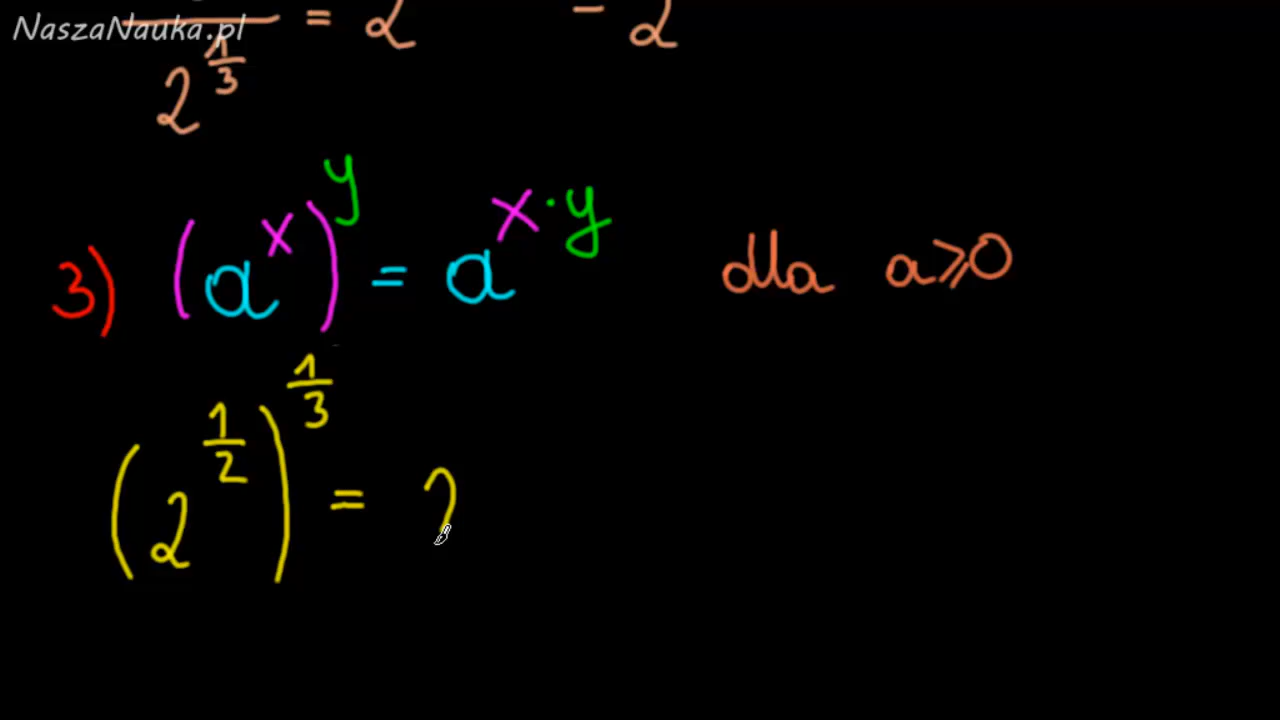 NaszaNauka.pl
2^(1/3) = 2 - 2
3) (a^x)^y = a^(x·y) dla a⩾0
(2^(1/2))^(1/3) = 2